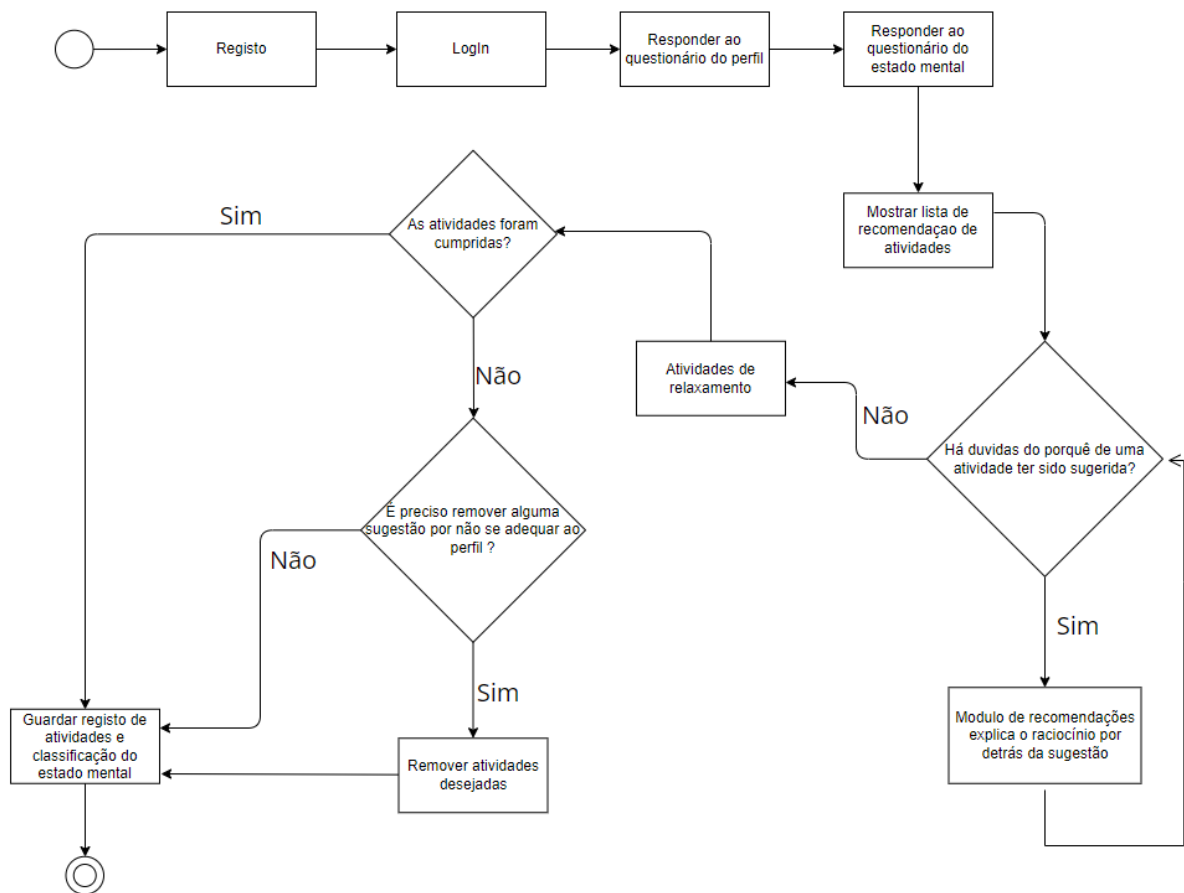 Registo
LogIn
Responder ao
questionário do perfil
Responder ao
questionário do
estado mental
Mostrar lista de
recomendaçao de
atividades
Há duvidas do porquê de uma
atividade ter sido sugerida?
Não
Sim
Modulo de recomendações
explica o raciocínio por
detrás da sugestão
Atividades de
relaxamento
As atividades foram
cumpridas?
Sim
Não
É preciso remover alguma
sugestão por não se adequar ao
perfil ?
Não
Sim
Remover atividades
desejadas
Guardar registo de
atividades e
classificação do
estado mental